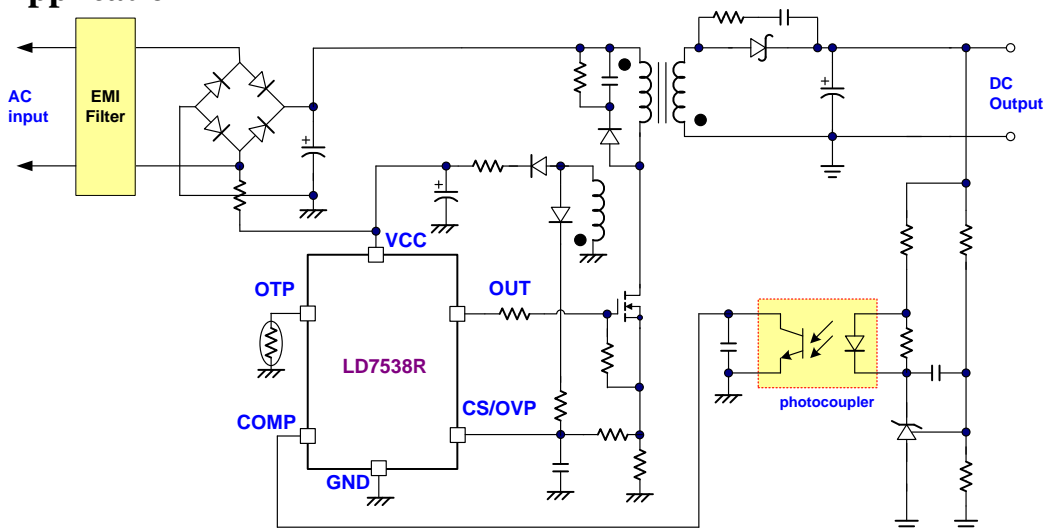 AC
input
EMI
Filter
+
+
+
DC
Output
VCC
OTP
OUT
LD7538R
COMP
CS/OVP
GND
photocoupler